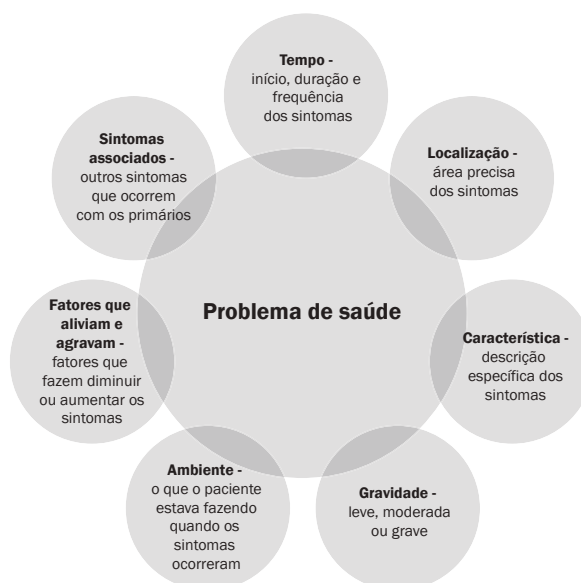 Tempo -
início, duração e
frequência
dos sintomas
Localização -
área precisa
dos sintomas
Característica -
descrição
específica dos
sintomas
Gravidade -
leve, moderada
ou grave
Ambiente -
o que o paciente
estava fazendo
quando os
sintomas
ocorreram
Fatores que
aliviam e
agravam -
fatores que
fazem diminuir
ou aumentar os
sintomas
Sintomas
associados -
outros sintomas
que ocorrem
com os primários
Problema de saúde